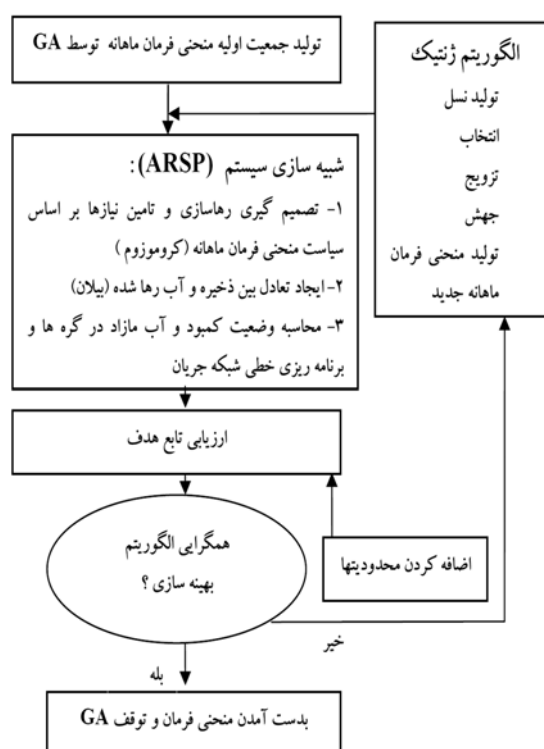 تولید جمعیت اولیه منحنی فرمان ماهانه توسط GA
الگوریتم ژنتیک
تولید نسل
انتخاب
تزویج
جهش
تولید منحنی فرمان
ماهانه جدید
شبیه سازی سیستم (ARSP):
۱- تصمیم گیری رهاسازی و تامین نیازها بر اساس
سیاست منحنی فرمان ماهانه (کروموزوم)
۲- ایجاد تعادل بین ذخیره و آب رها شده (بیلان)
۳- محاسبه وضعیت کمبود و آب مازاد در گره ها و
برنامه ریزی خطی شبکه جریان
ارزیابی تابع هدف
همگرایی الگوریتم
بهینه سازی ؟
اضافه کردن محدودیتها
خیر
بله
بدست آمدن منحنی فرمان و توقف GA